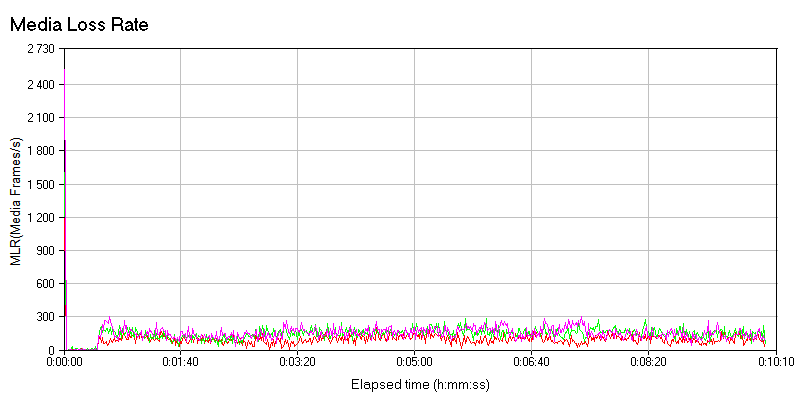 Media Loss Rate
2 730
2 400
2 100
1 800
1 500
1 200
900
600
300
0
MLR(Media Frames/s)
0:00:00 0:01:40 0:03:20 0:05:00 0:06:40 0:08:20 0:10:10
Elapsed time (h:mm:ss)